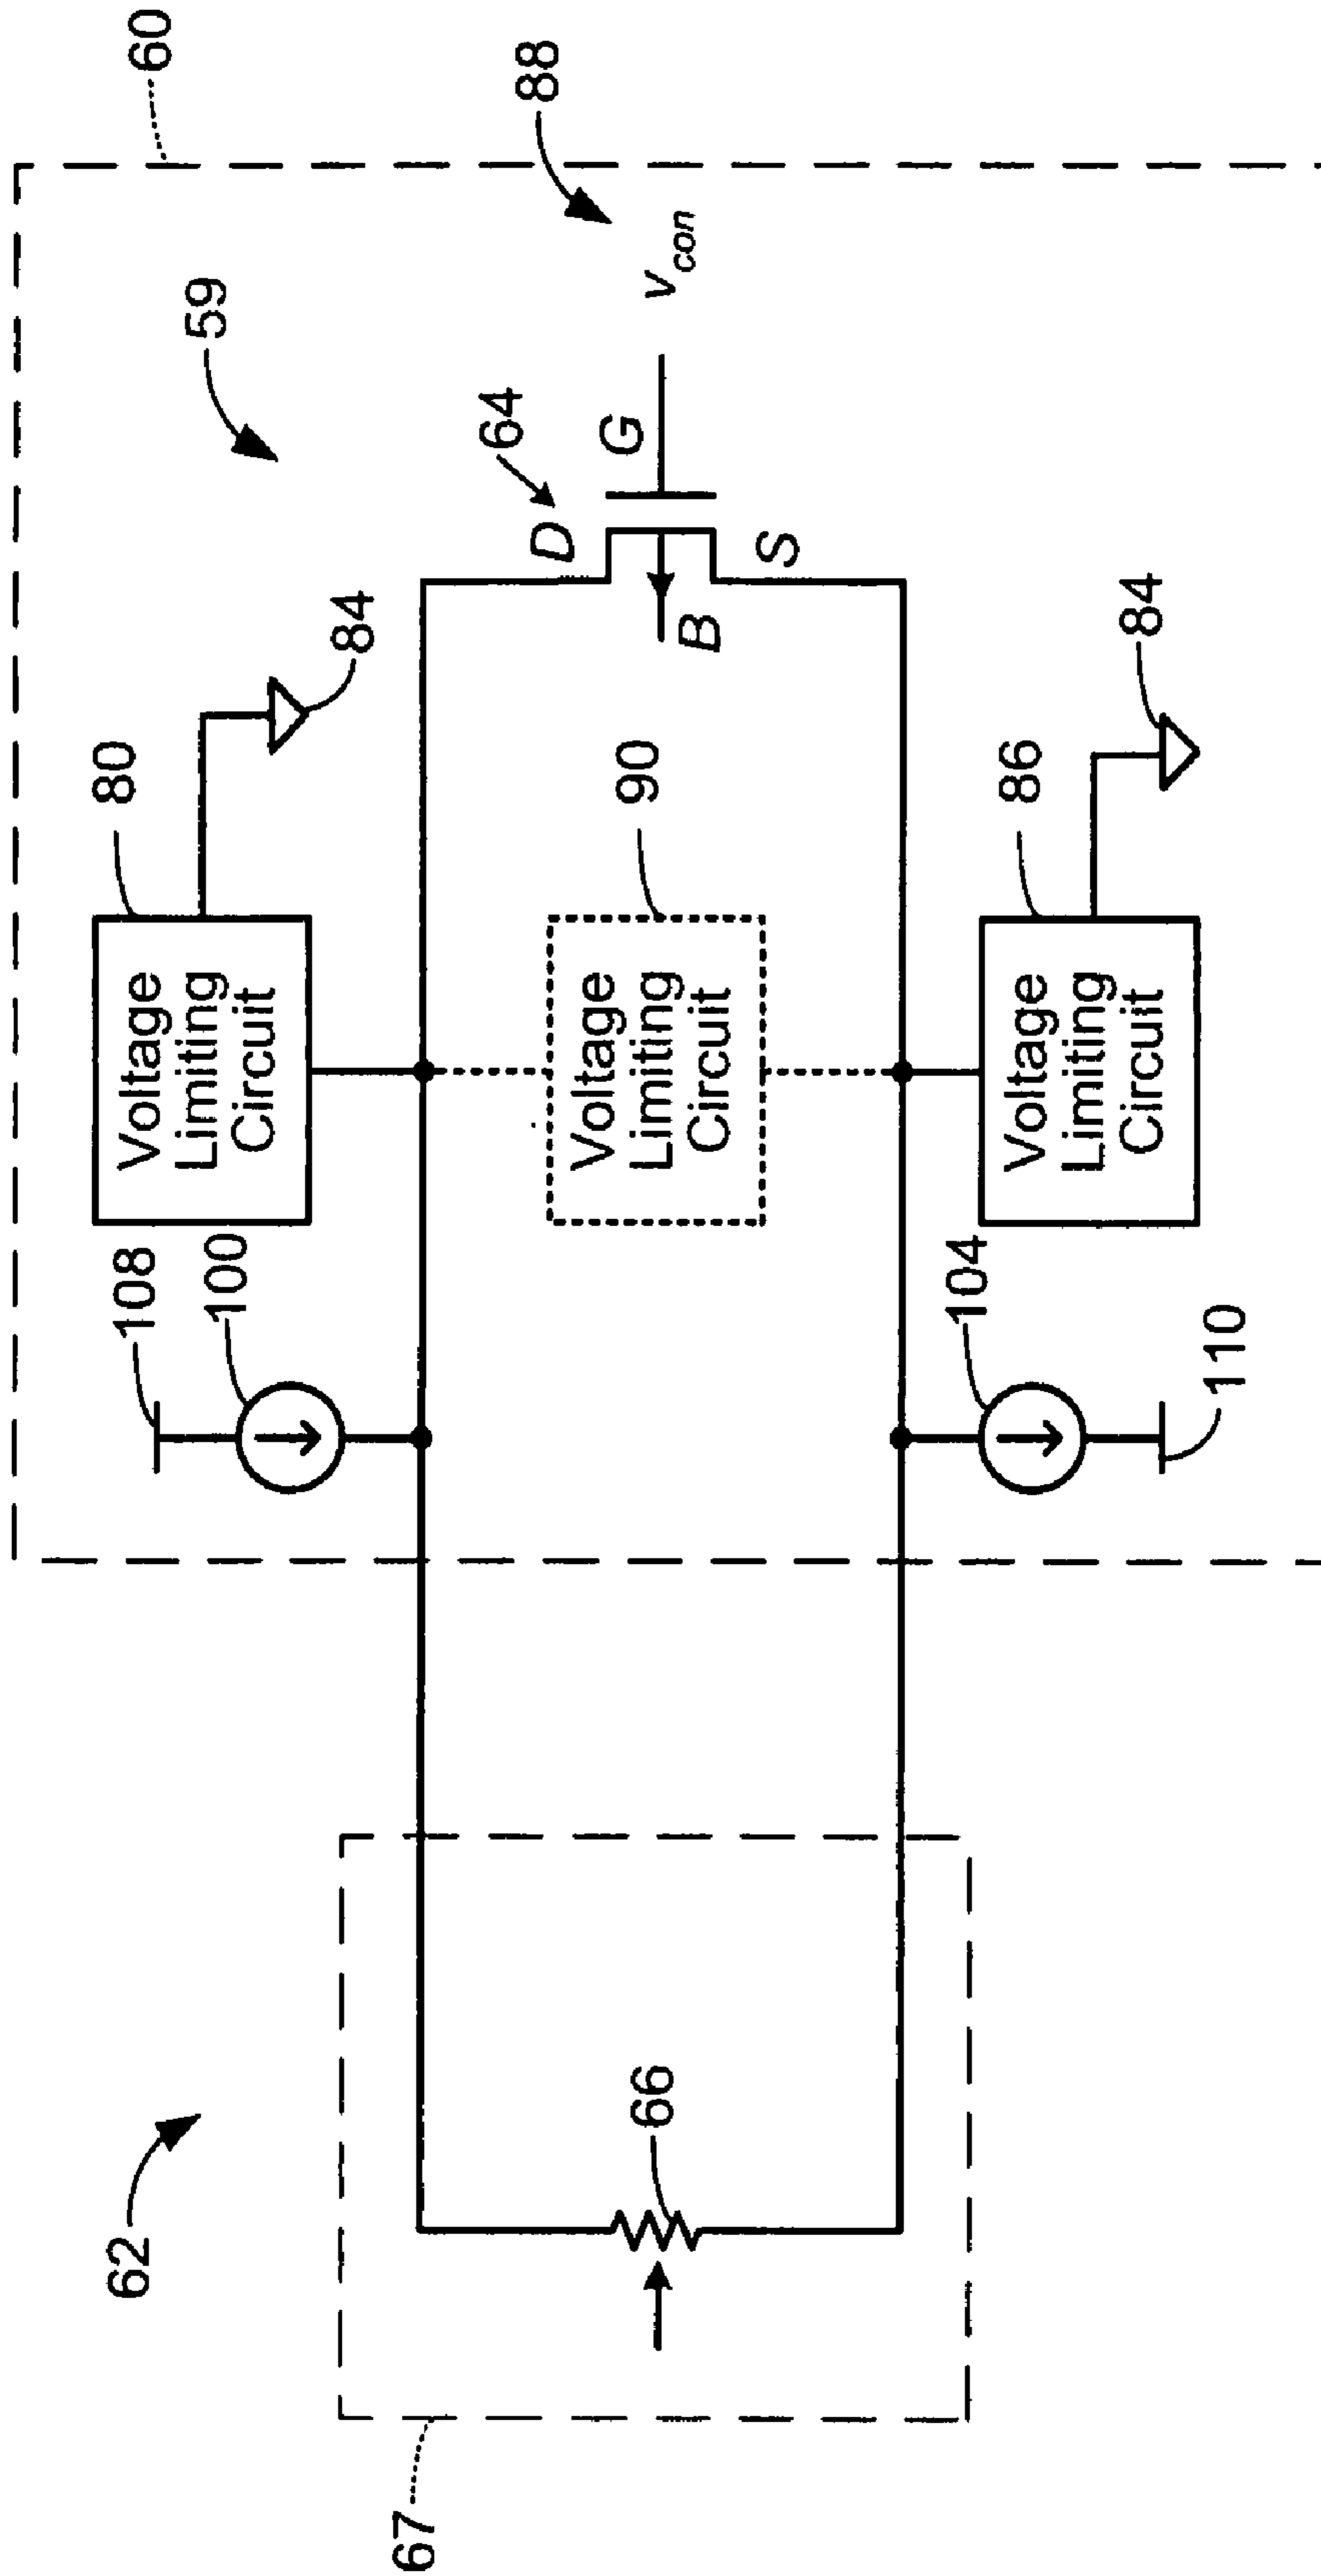 60
88
v_con
59
64
D
G
B
S
84
80
Voltage
Limiting
Circuit
90
Voltage
Limiting
Circuit
84
86
Voltage
Limiting
Circuit
108
100
104
110
66
62
67